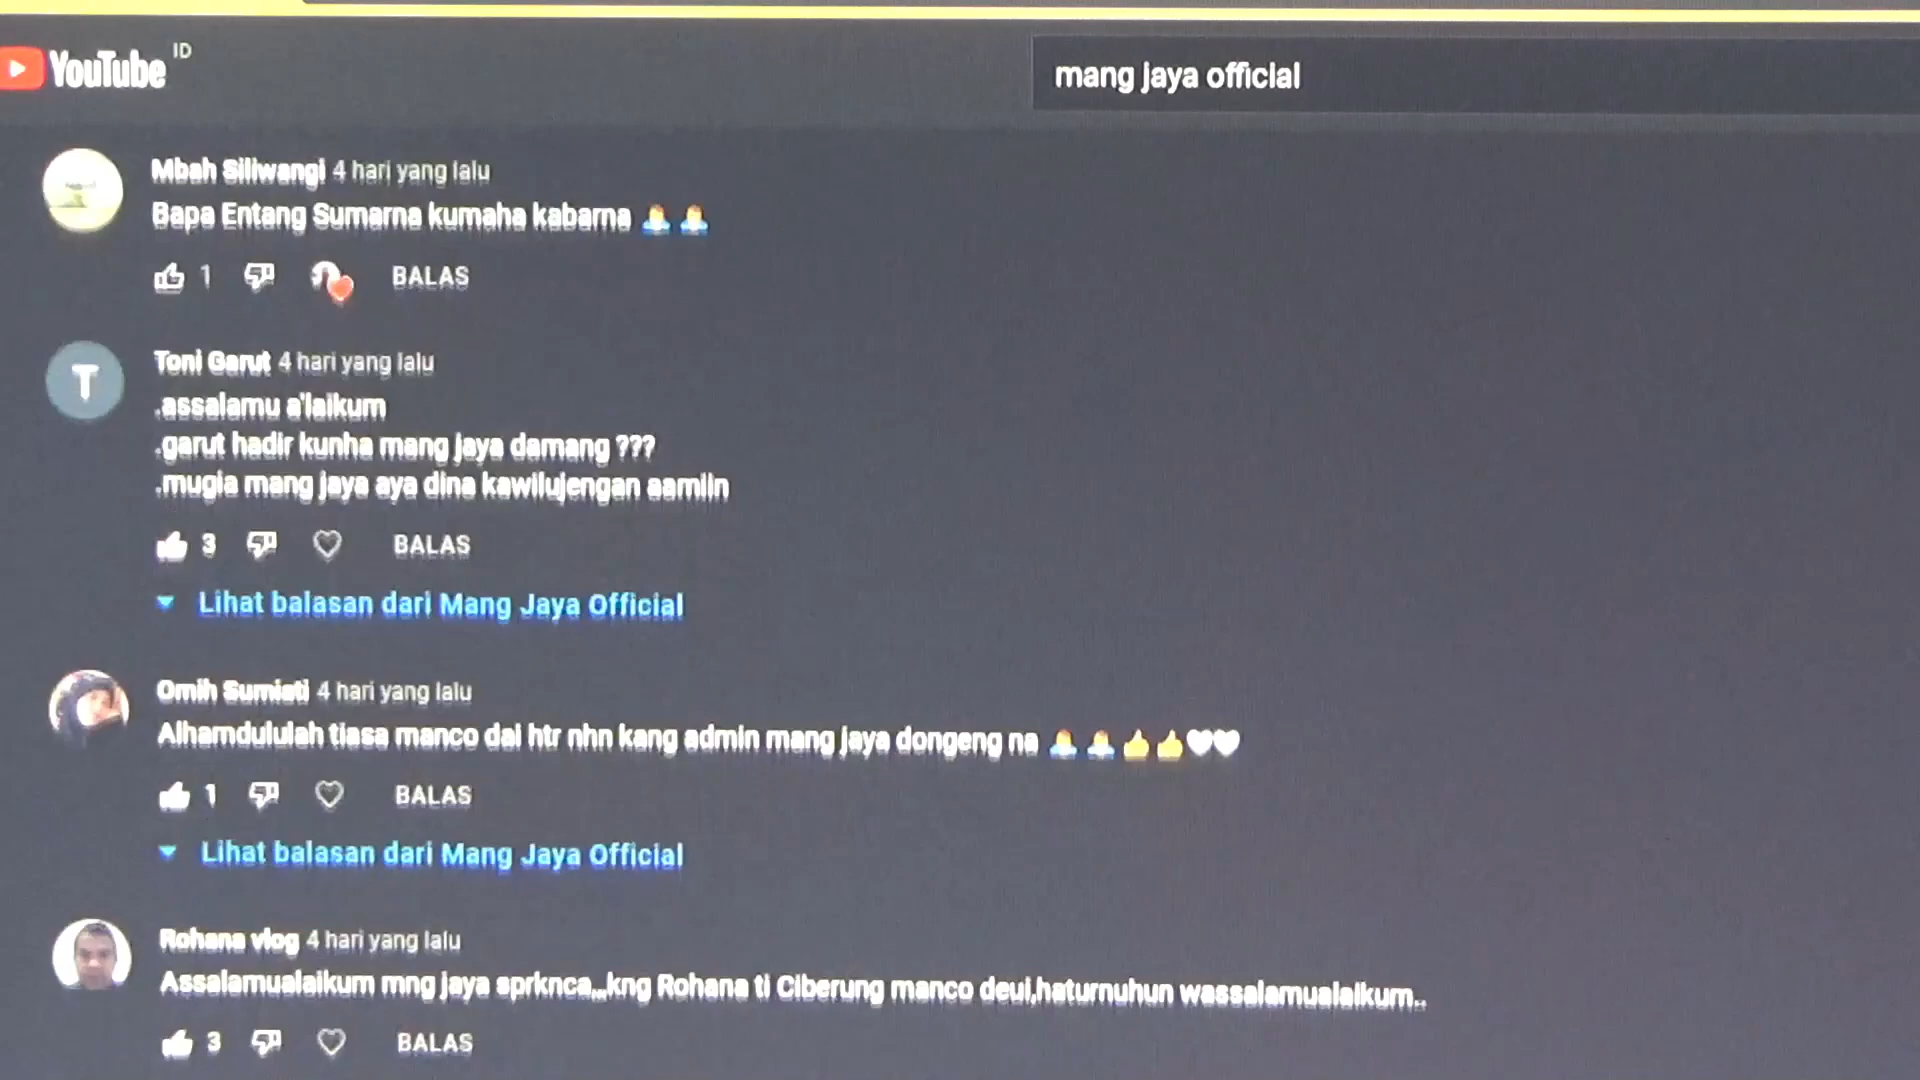 YouTube ID
mang jaya official
Mbah Siliwangi 4 hari yang lalu
Bapa Entang Sumarna kumaha kabarna
1 BALAS
T
Toni Garut 4 hari yang lalu
.assalamu a'laikum
.garut hadir kunha mang jaya damang ???
.mugia mang jaya aya dina kawilujengan aamiin
3 BALAS
Lihat balasan dari Mang Jaya Official
Omih Sumiati 4 hari yang lalu
Alhamdululah tiasa manco dai htr nhn kang admin mang jaya dongeng na
1 BALAS
Lihat balasan dari Mang Jaya Official
Rohana vlog 4 hari yang lalu
Assalamualaikum mng jaya sprknca,,,kng Rohana ti Ciberung manco deui,haturnuhun wassalamualaikum..
3 BALAS